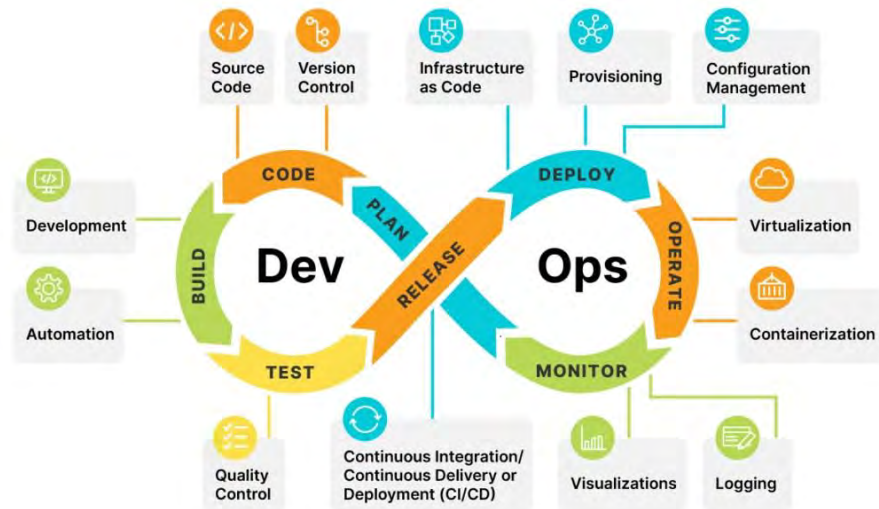 Source
Code
Version
Control
Infrastructure
as Code
Provisioning
Configuration
Management
CODE
DEPLOY
PLAN
Development
Virtualization
BUILD
Dev
RELEASE
Ops
OPERATE
Automation
Containerization
TEST
MONITOR
Quality
Control
Continuous Integration/
Continuous Delivery or
Deployment (CI/CD)
Visualizations
Logging